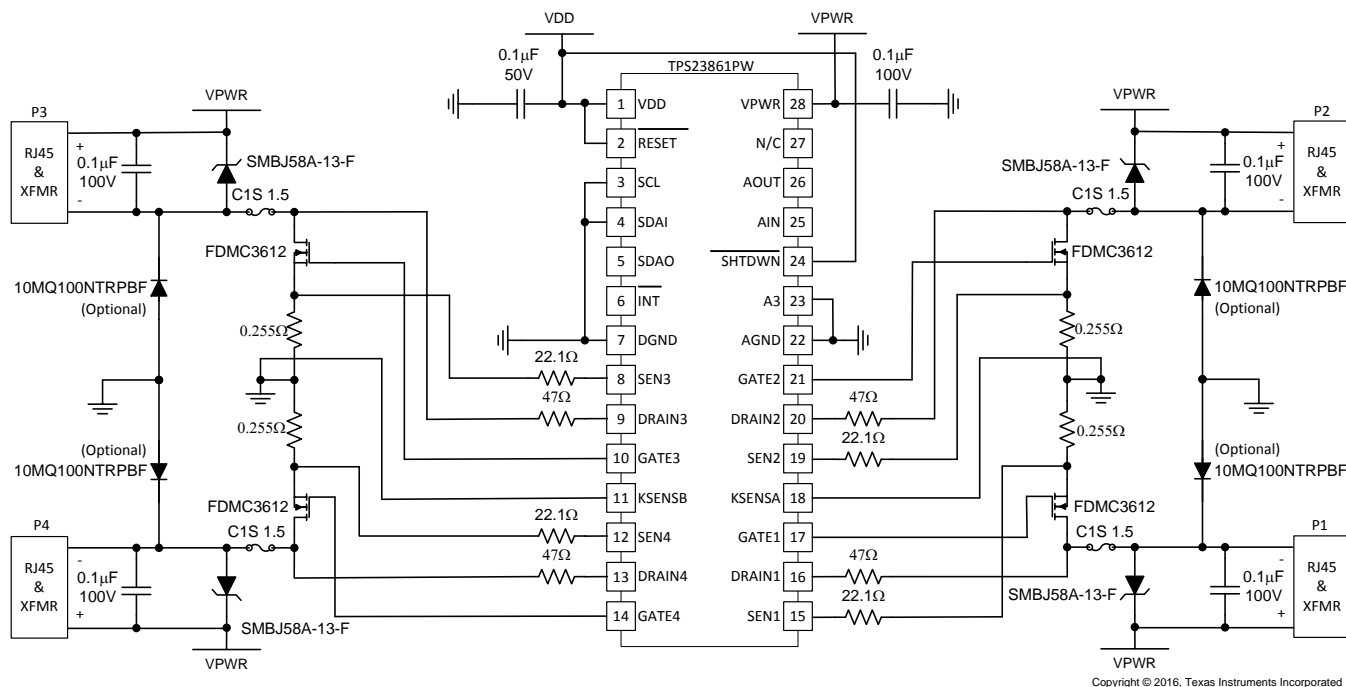 VDD
VPWR
0.1µF
50V
TPS23861PW
0.1µF
100V
P3
VPWR
RJ45
&
XFMR
+
-
0.1µF
100V
SMBJ58A-13-F
C1S 1.5
FDMC3612
10MQ100NTRPBF
(Optional)
0.255Ω
0.255Ω
(Optional)
10MQ100NTRPBF
FDMC3612
C1S 1.5
P4
RJ45
&
XFMR
-
+
0.1µF
100V
SMBJ58A-13-F
VPWR
22.1Ω
47Ω
22.1Ω
47Ω
1 VDD
2 RESET
3 SCL
4 SDAI
5 SDAO
6 INT
7 DGND
8 SEN3
9 DRAIN3
10 GATE3
11 KSENSB
12 SEN4
13 DRAIN4
14 GATE4
VPWR 28
N/C 27
AOUT 26
AIN 25
SHTDWN 24
A3 23
AGND 22
GATE2 21
DRAIN2 20
SEN2 19
KSENSA 18
GATE1 17
DRAIN1 16
SEN1 15
47Ω
22.1Ω
47Ω
22.1Ω
VPWR
P2
SMBJ58A-13-F
0.1µF
100V
+
-
RJ45
&
XFMR
C1S 1.5
FDMC3612
10MQ100NTRPBF
(Optional)
0.255Ω
0.255Ω
(Optional)
10MQ100NTRPBF
FDMC3612
C1S 1.5
P1
SMBJ58A-13-F
0.1µF
100V
-
+
RJ45
&
XFMR
VPWR
Copyright © 2016, Texas Instruments Incorporated